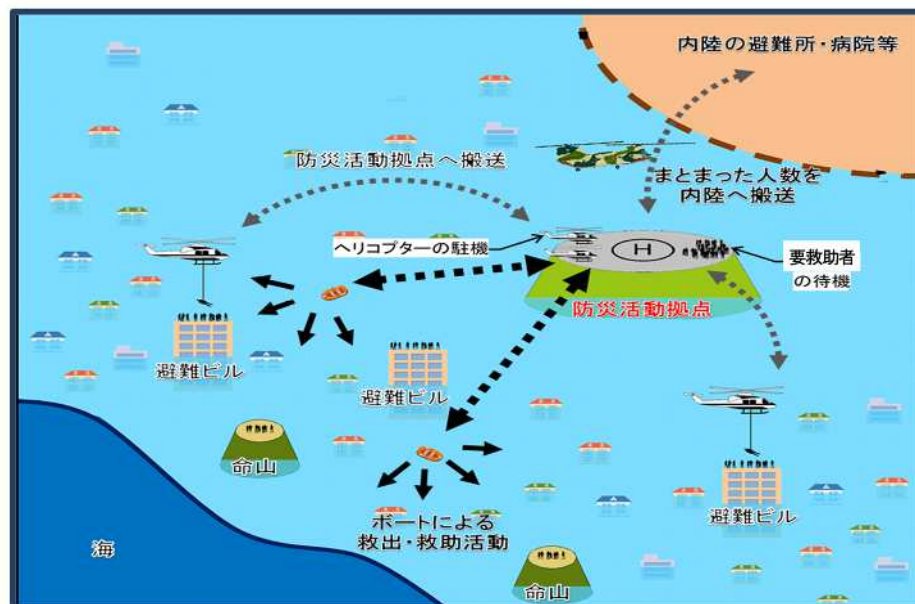 内陸の避難所・病院等
防災活動拠点へ搬送
まとまった人数を
内陸へ搬送
ヘリコプターの駐機
H
要救助者
の待機
防災活動拠点
避難ビル
避難ビル
命山
避難ビル
ボートによる
救出・救助活動
海
命山